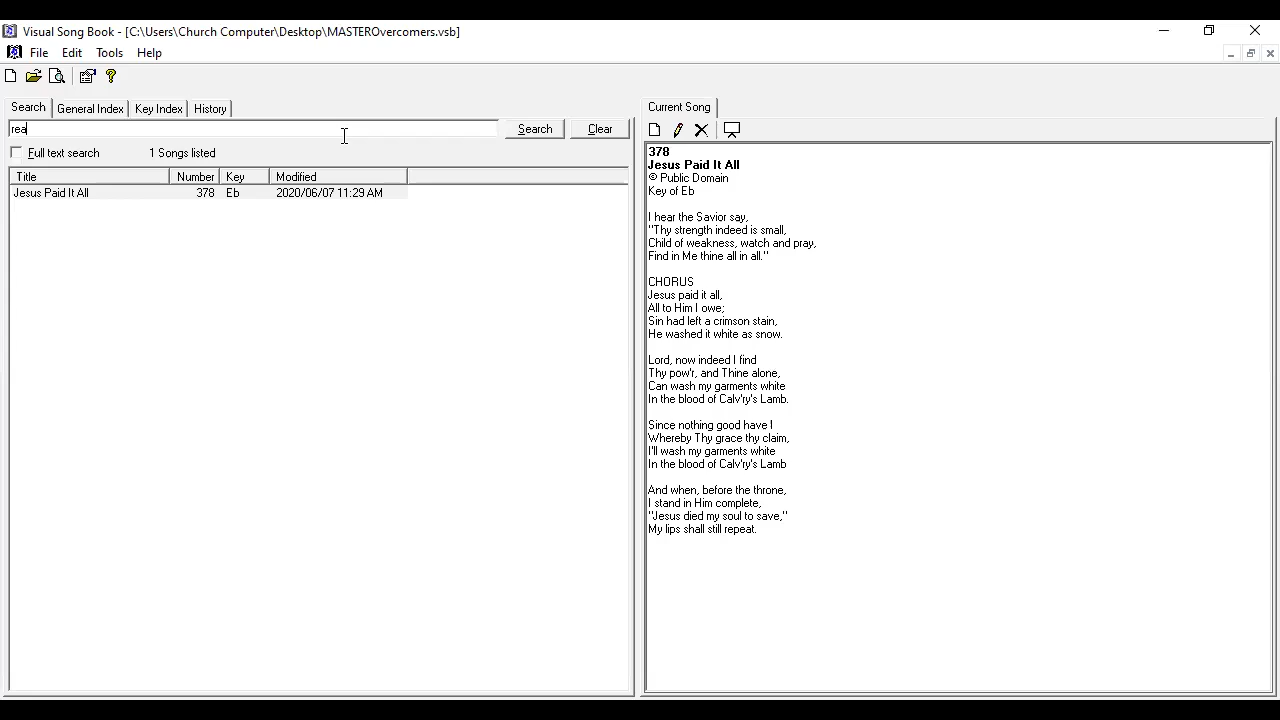 Visual Song Book - [C:\Users\Church Computer\Desktop\MASTEROvercomers.vsb]
File Edit Tools Help
Search General Index Key Index History
rea Search Clear
Full text search 1 Songs listed
Title Number Key Modified
Jesus Paid It All 378 Eb 2020/06/07 11:29 AM
Current Song
378
Jesus Paid It All
© Public Domain
Key of Eb
I hear the Savior say,
"Thy strength indeed is small,
Child of weakness, watch and pray,
Find in Me thine all in all."
CHORUS
Jesus paid it all,
All to Him I owe;
Sin had left a crimson stain,
He washed it white as snow.
Lord, now indeed I find
Thy pow'r, and Thine alone,
Can wash my garments white
In the blood of Calv'ry's Lamb.
Since nothing good have I
Whereby Thy grace thy claim,
I'll wash my garments white
In the blood of Calv'ry's Lamb
And when, before the throne,
I stand in Him complete,
"Jesus died my soul to save,"
My lips shall still repeat.